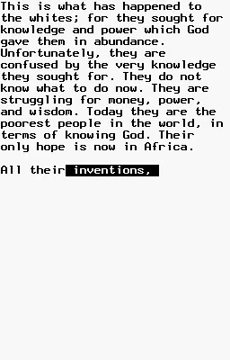 This is what has happened to
the whites; for they sought for
knowledge and power which God
gave them in abundance.
Unfortunately, they are
confused by the very knowledge
they sought for. They do not
know what to do now. They are
struggling for money, power,
and wisdom. Today they are the
poorest people in the world, in
terms of knowing God. Their
only hope is now in Africa.

All their inventions,